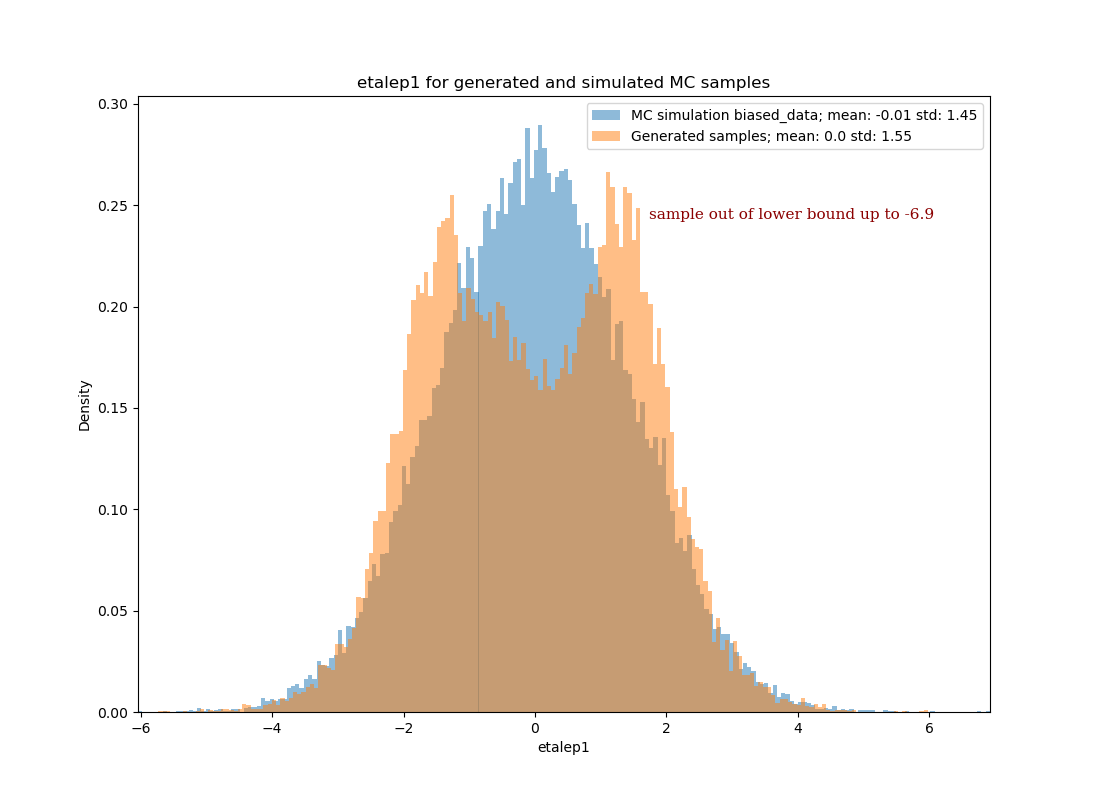 etalep1 for generated and simulated MC samples
MC simulation biased_data; mean: -0.01 std: 1.45
Generated samples; mean: 0.0 std: 1.55
sample out of lower bound up to -6.9
0.30
0.25
0.20
0.15
0.10
0.05
0.00
Density
−6
−4
−2
0
2
4
6
etalep1